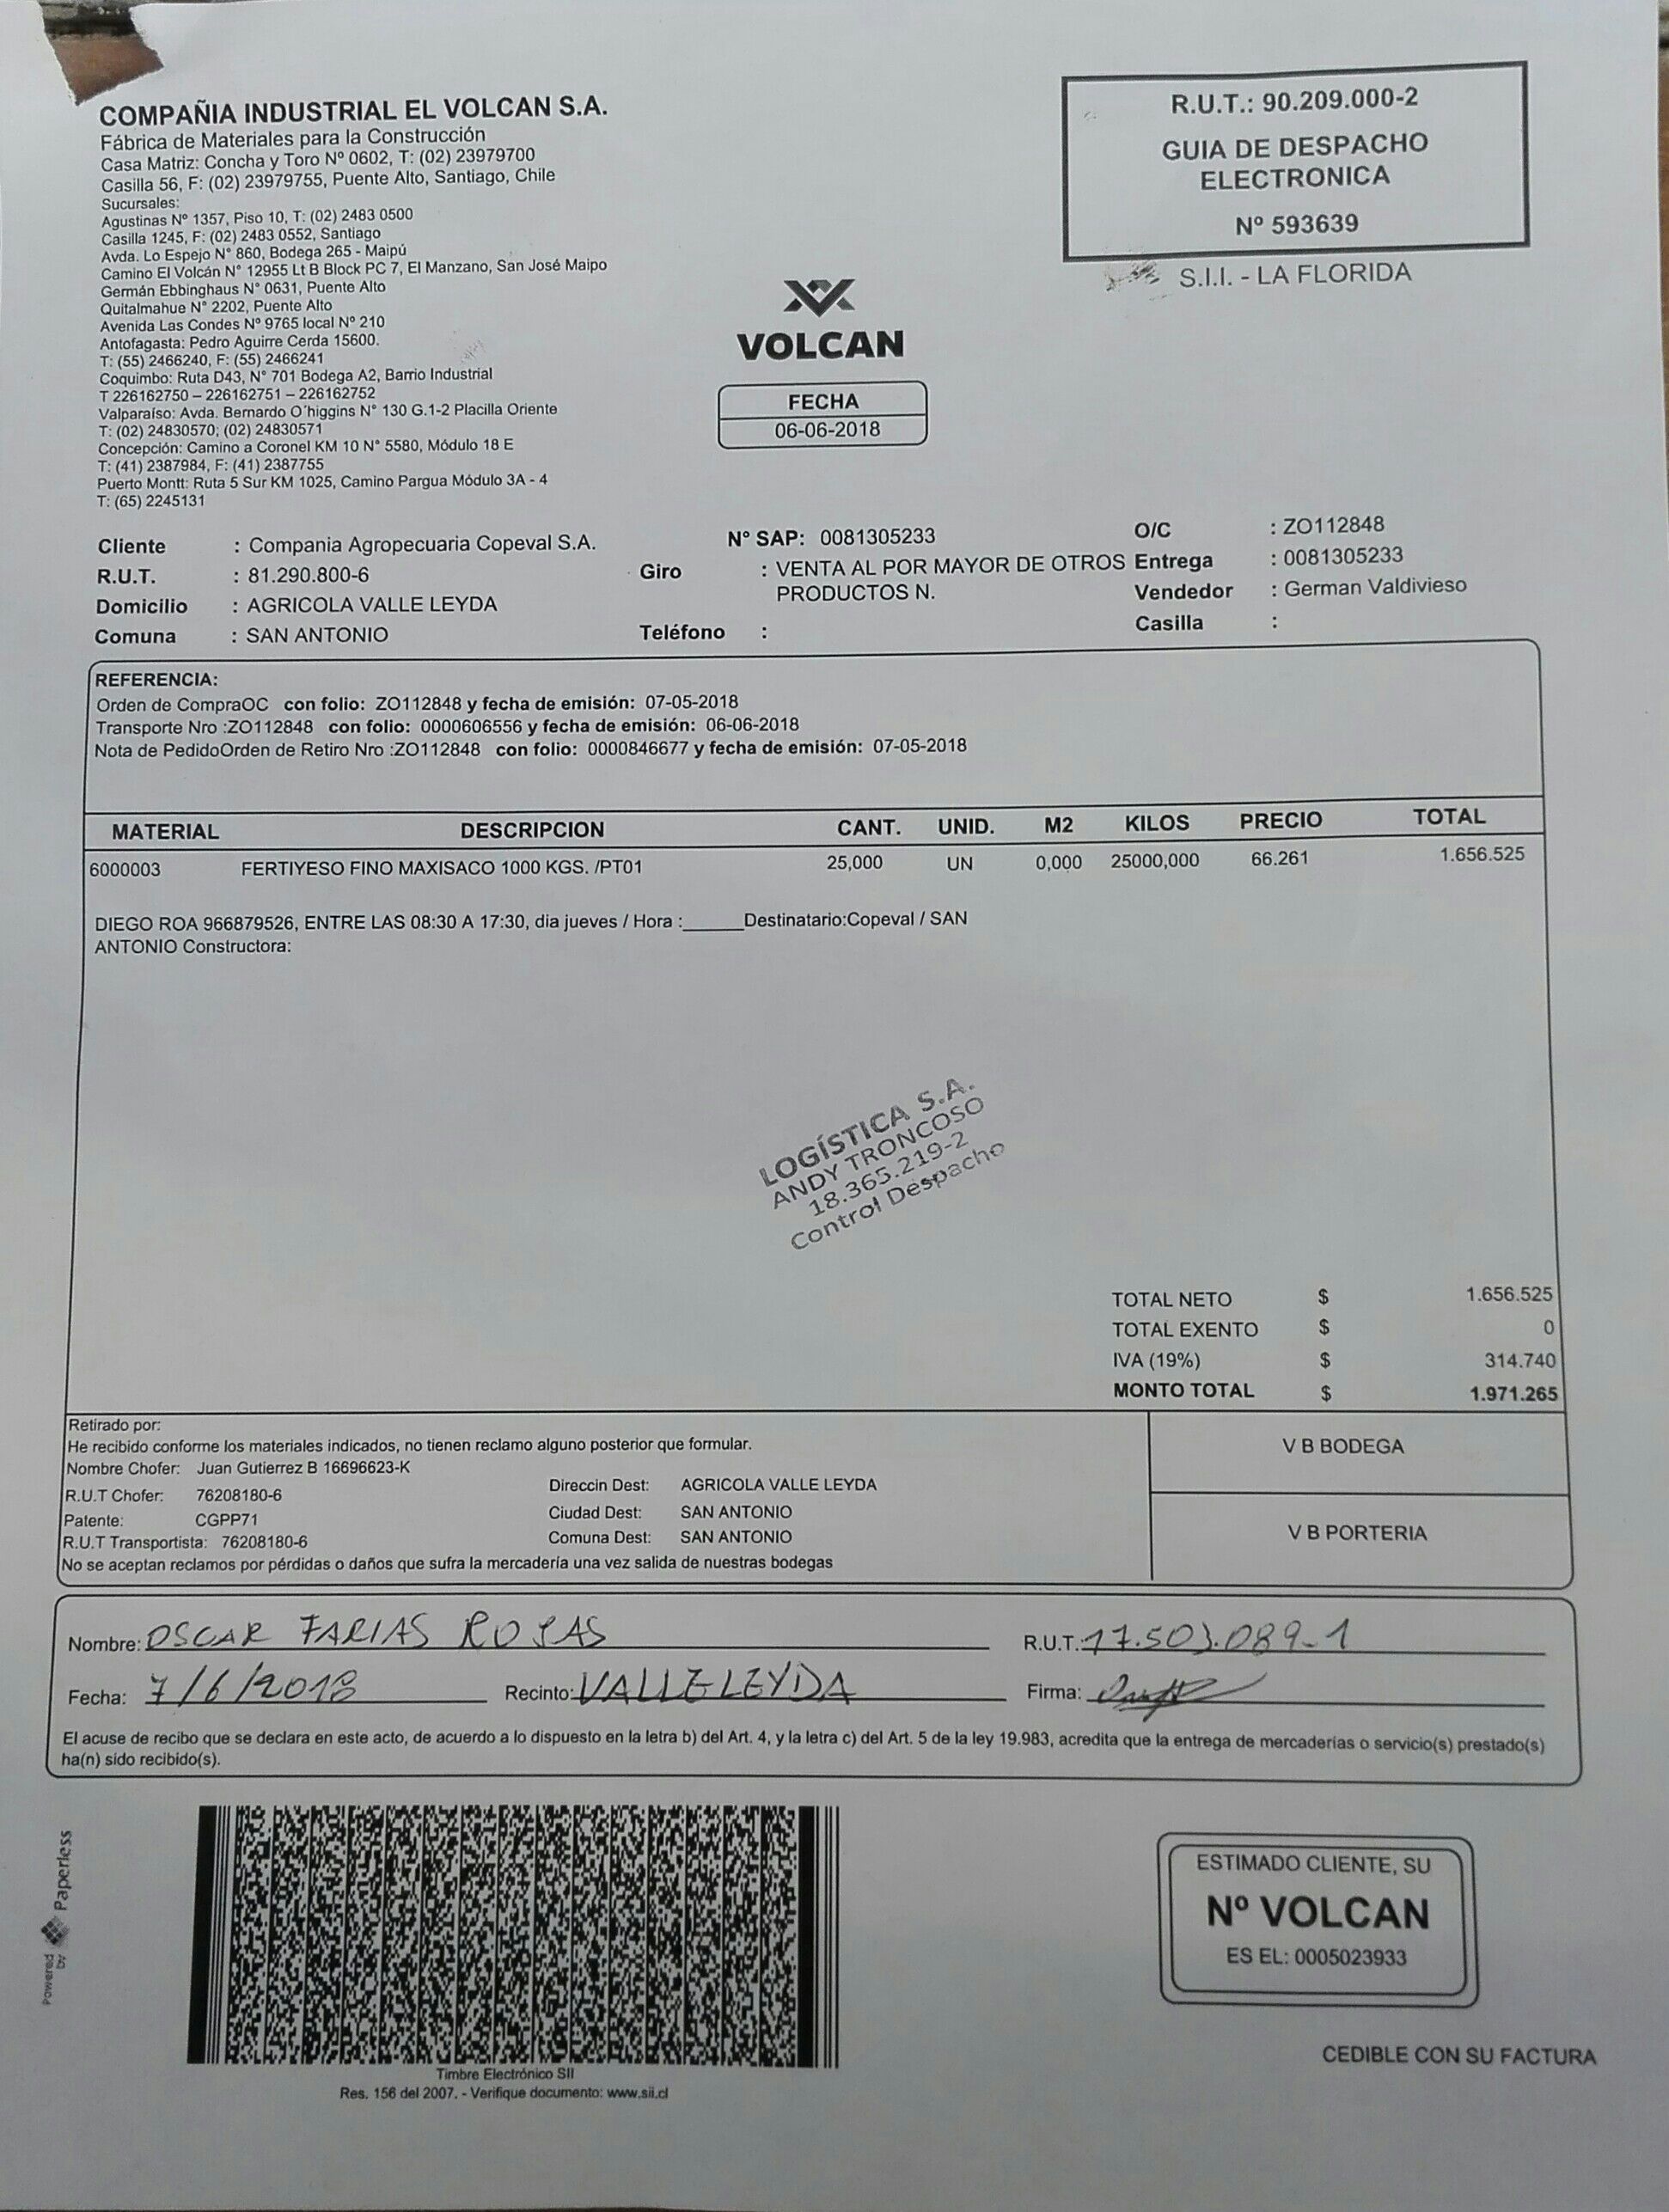 COMPAÑIA INDUSTRIAL EL VOLCAN S.A.
Fábrica de Materiales para la Construcción
Casa Matriz: Concha y Toro Nº 0602, T: (02) 23979700
Casilla 56, F: (02) 23979755, Puente Alto, Santiago, Chile
Sucursales:
Agustinas Nº 1357, Piso 10, T: (02) 2483 0500
Casilla 1245, F: (02) 2483 0552, Santiago
Avda. Lo Espejo N° 860, Bodega 265 - Maipú
Camino El Volcán N° 12955 Lt B Block PC 7, El Manzano, San José Maipo
Germán Ebbinghaus N° 0631, Puente Alto
Quitalmahue N° 2202, Puente Alto
Avenida Las Condes Nº 9765 local Nº 210
Antofagasta: Pedro Aguirre Cerda 15600.
T: (55) 2466240, F: (55) 2466241
Coquimbo: Ruta D43, N° 701 Bodega A2, Barrio Industrial
T 226162750 – 226162751 – 226162752
Valparaíso: Avda. Bernardo O'higgins N° 130 G.1-2 Placilla Oriente
T: (02) 24830570; (02) 24830571
Concepción: Camino a Coronel KM 10 N° 5580, Módulo 18 E
T: (41) 2387984, F: (41) 2387755
Puerto Montt: Ruta 5 Sur KM 1025, Camino Pargua Módulo 3A - 4
T: (65) 2245131
R.U.T.: 90.209.000-2
GUIA DE DESPACHO
ELECTRONICA
Nº 593639
S.I.I. - LA FLORIDA
VOLCAN
FECHA
06-06-2018
Cliente : Compania Agropecuaria Copeval S.A.
R.U.T. : 81.290.800-6
Domicilio : AGRICOLA VALLE LEYDA
Comuna : SAN ANTONIO
N° SAP: 0081305233
Giro : VENTA AL POR MAYOR DE OTROS
PRODUCTOS N.
Teléfono :
O/C : ZO112848
Entrega : 0081305233
Vendedor : German Valdivieso
Casilla :
REFERENCIA:
Orden de CompraOC con folio: ZO112848 y fecha de emisión: 07-05-2018
Transporte Nro :ZO112848 con folio: 0000606556 y fecha de emisión: 06-06-2018
Nota de PedidoOrden de Retiro Nro :ZO112848 con folio: 0000846677 y fecha de emisión: 07-05-2018
MATERIAL DESCRIPCION CANT. UNID. M2 KILOS PRECIO TOTAL
6000003 FERTIYESO FINO MAXISACO 1000 KGS. /PT01 25,000 UN 0,000 25000,000 66.261 1.656.525
DIEGO ROA 966879526, ENTRE LAS 08:30 A 17:30, dia jueves / Hora :______Destinatario:Copeval / SAN
ANTONIO Constructora:
LOGÍSTICA S.A.
ANDY TRONCOSO
18.365.219-2
Control Despacho
TOTAL NETO $ 1.656.525
TOTAL EXENTO $ 0
IVA (19%) $ 314.740
MONTO TOTAL $ 1.971.265
Retirado por:
He recibido conforme los materiales indicados, no tienen reclamo alguno posterior que formular.
Nombre Chofer: Juan Gutierrez B 16696623-K
R.U.T Chofer: 76208180-6
Patente: CGPP71
R.U.T Transportista: 76208180-6
Direccin Dest: AGRICOLA VALLE LEYDA
Ciudad Dest: SAN ANTONIO
Comuna Dest: SAN ANTONIO
No se aceptan reclamos por pérdidas o daños que sufra la mercadería una vez salida de nuestras bodegas
V B BODEGA
V B PORTERIA
Nombre: OSCAR FARIAS ROJAS R.U.T.: 17.503.089-1
Fecha: 7/6/2018 Recinto: VALLE LEYDA Firma:
El acuse de recibo que se declara en este acto, de acuerdo a lo dispuesto en la letra b) del Art. 4, y la letra c) del Art. 5 de la ley 19.983, acredita que la entrega de mercaderías o servicio(s) prestado(s)
ha(n) sido recibido(s).
Powered by Paperless
Timbre Electrónico SII
Res. 156 del 2007. - Verifique documento: www.sii.cl
ESTIMADO CLIENTE, SU
Nº VOLCAN
ES EL: 0005023933
CEDIBLE CON SU FACTURA